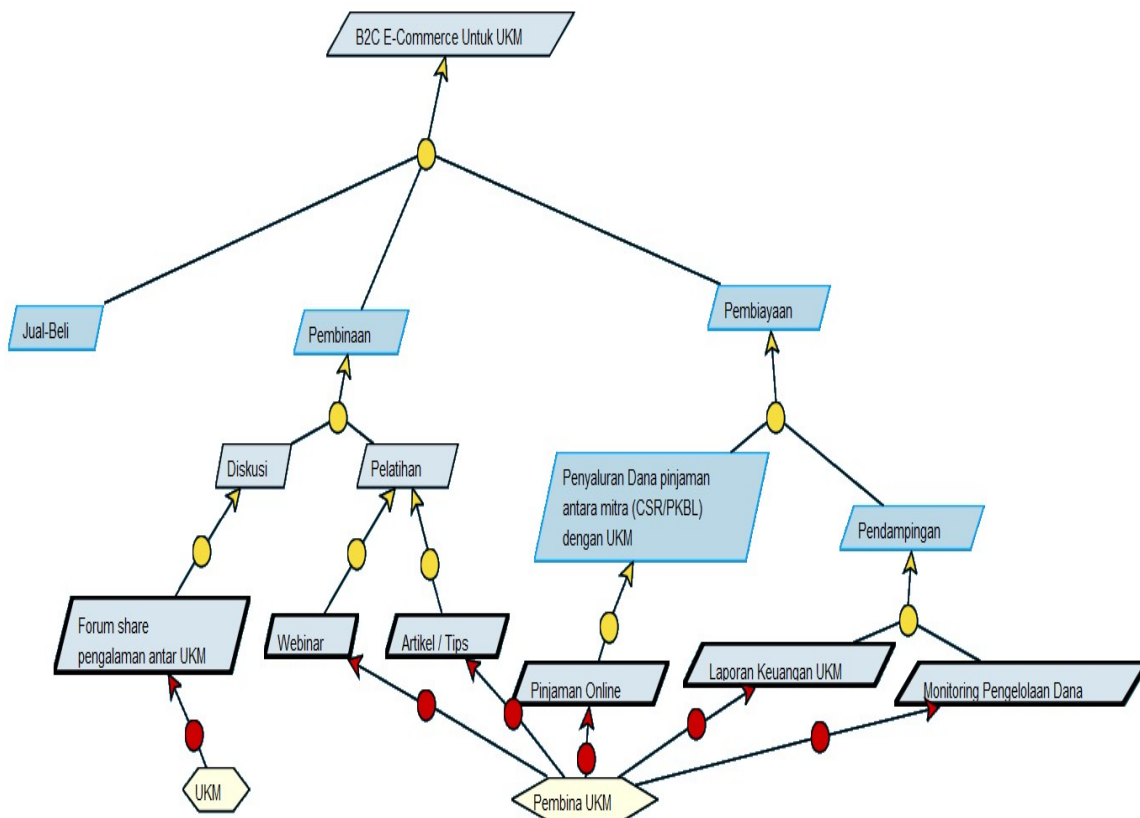 B2C E-Commerce Untuk UKM
Jual-Beli
Pembinaan
Pembiayaan
Diskusi
Pelatihan
Penyaluran Dana pinjaman
antara mitra (CSR/PKBL)
dengan UKM
Pendampingan
Forum share
pengalaman antar UKM
Webinar
Artikel / Tips
Pinjaman Online
Laporan Keuangan UKM
Monitoring Pengelolaan Dana
UKM
Pembina UKM